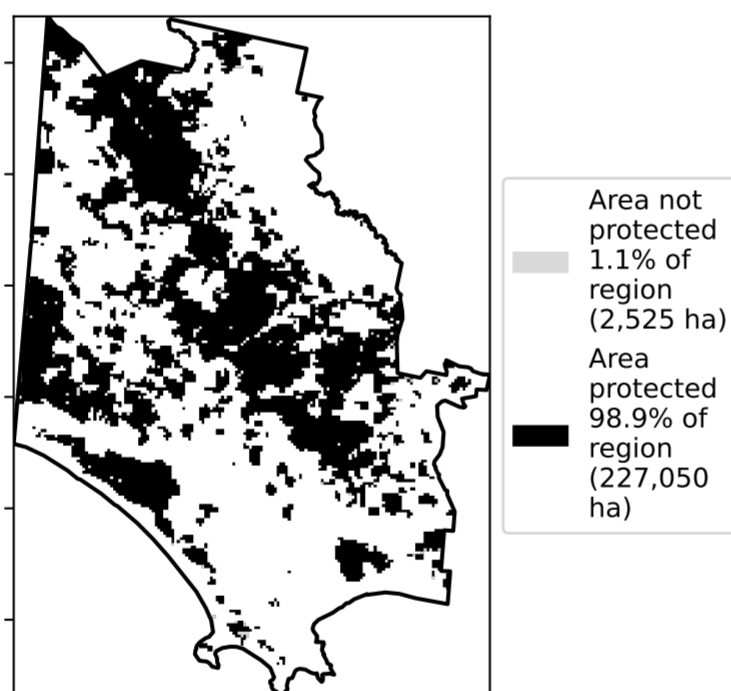 Area not
protected
1.1% of
region
(2,525 ha)
Area
protected
98.9% of
region
(227,050
ha)